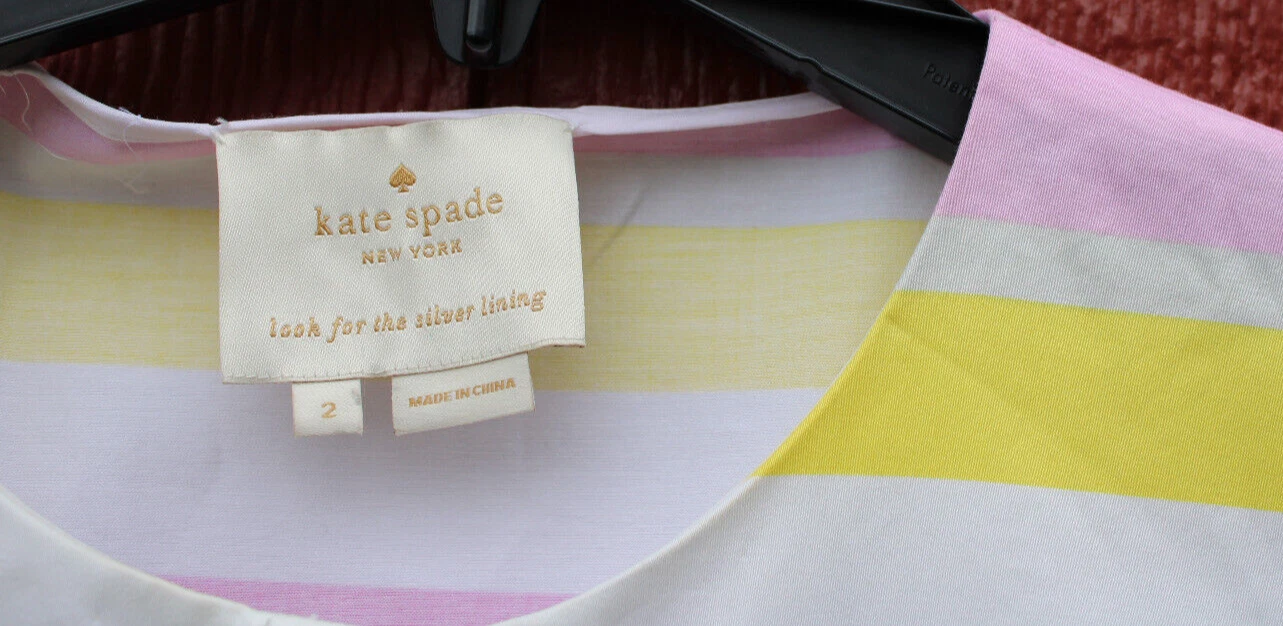 kate spade
NEW YORK
look for the silver lining
2
MADE IN CHINA